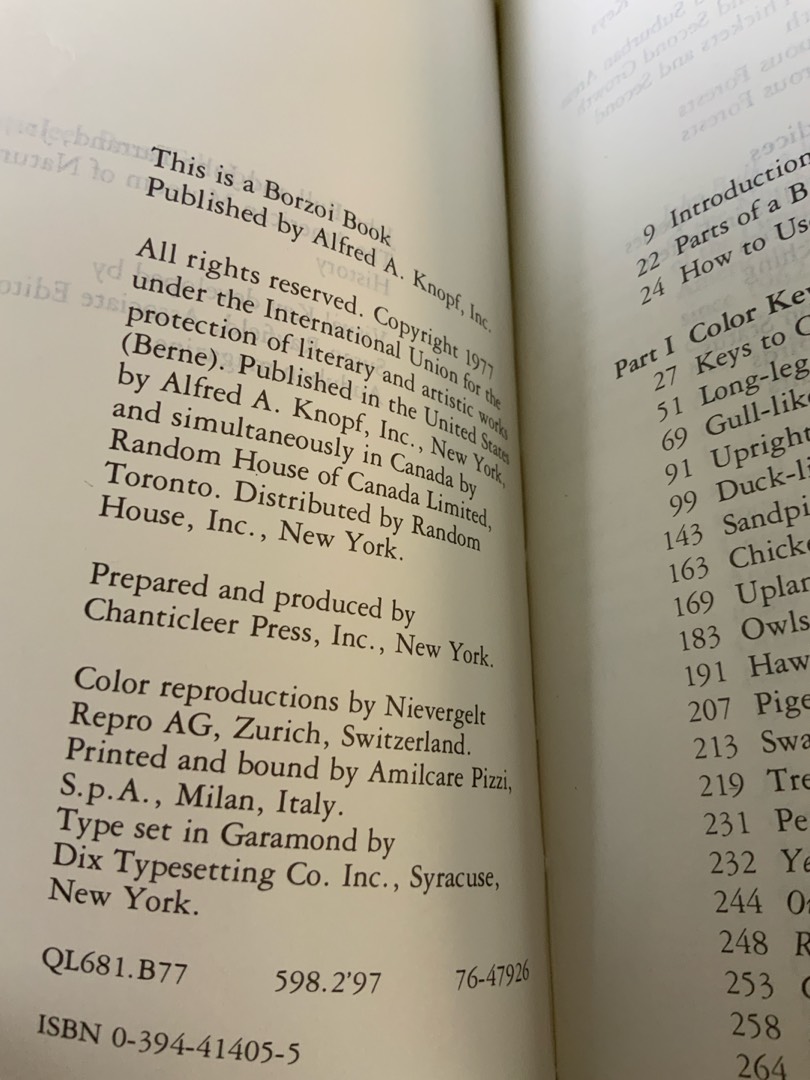 This is a Borzoi Book
Published by Alfred A. Knopf, Inc.
All rights reserved. Copyright 1977
under the International Union for the
protection of literary and artistic works
(Berne). Published in the United States
by Alfred A. Knopf, Inc., New York,
and simultaneously in Canada by
Random House of Canada Limited,
Toronto. Distributed by Random
House, Inc., New York.
Prepared and produced by
Chanticleer Press, Inc., New York.
Color reproductions by Nievergelt
Repro AG, Zurich, Switzerland.
Printed and bound by Amilcare Pizzi,
S.p.A., Milan, Italy.
Type set in Garamond by
Dix Typesetting Co. Inc., Syracuse,
New York.
QL681.B77 598.2'97 76-47926
ISBN 0-394-41405-5
9 Introduction
22 Parts of a B
24 How to Us
Part I Color Key
27 Keys to C
51 Long-leg
69 Gull-like
91 Upright
99 Duck-li
143 Sandpi
163 Chick
169 Uplan
183 Owls
191 Haw
207 Pige
213 Swa
219 Tre
231 Pe
232 Ye
244 O
248 R
253
258
264